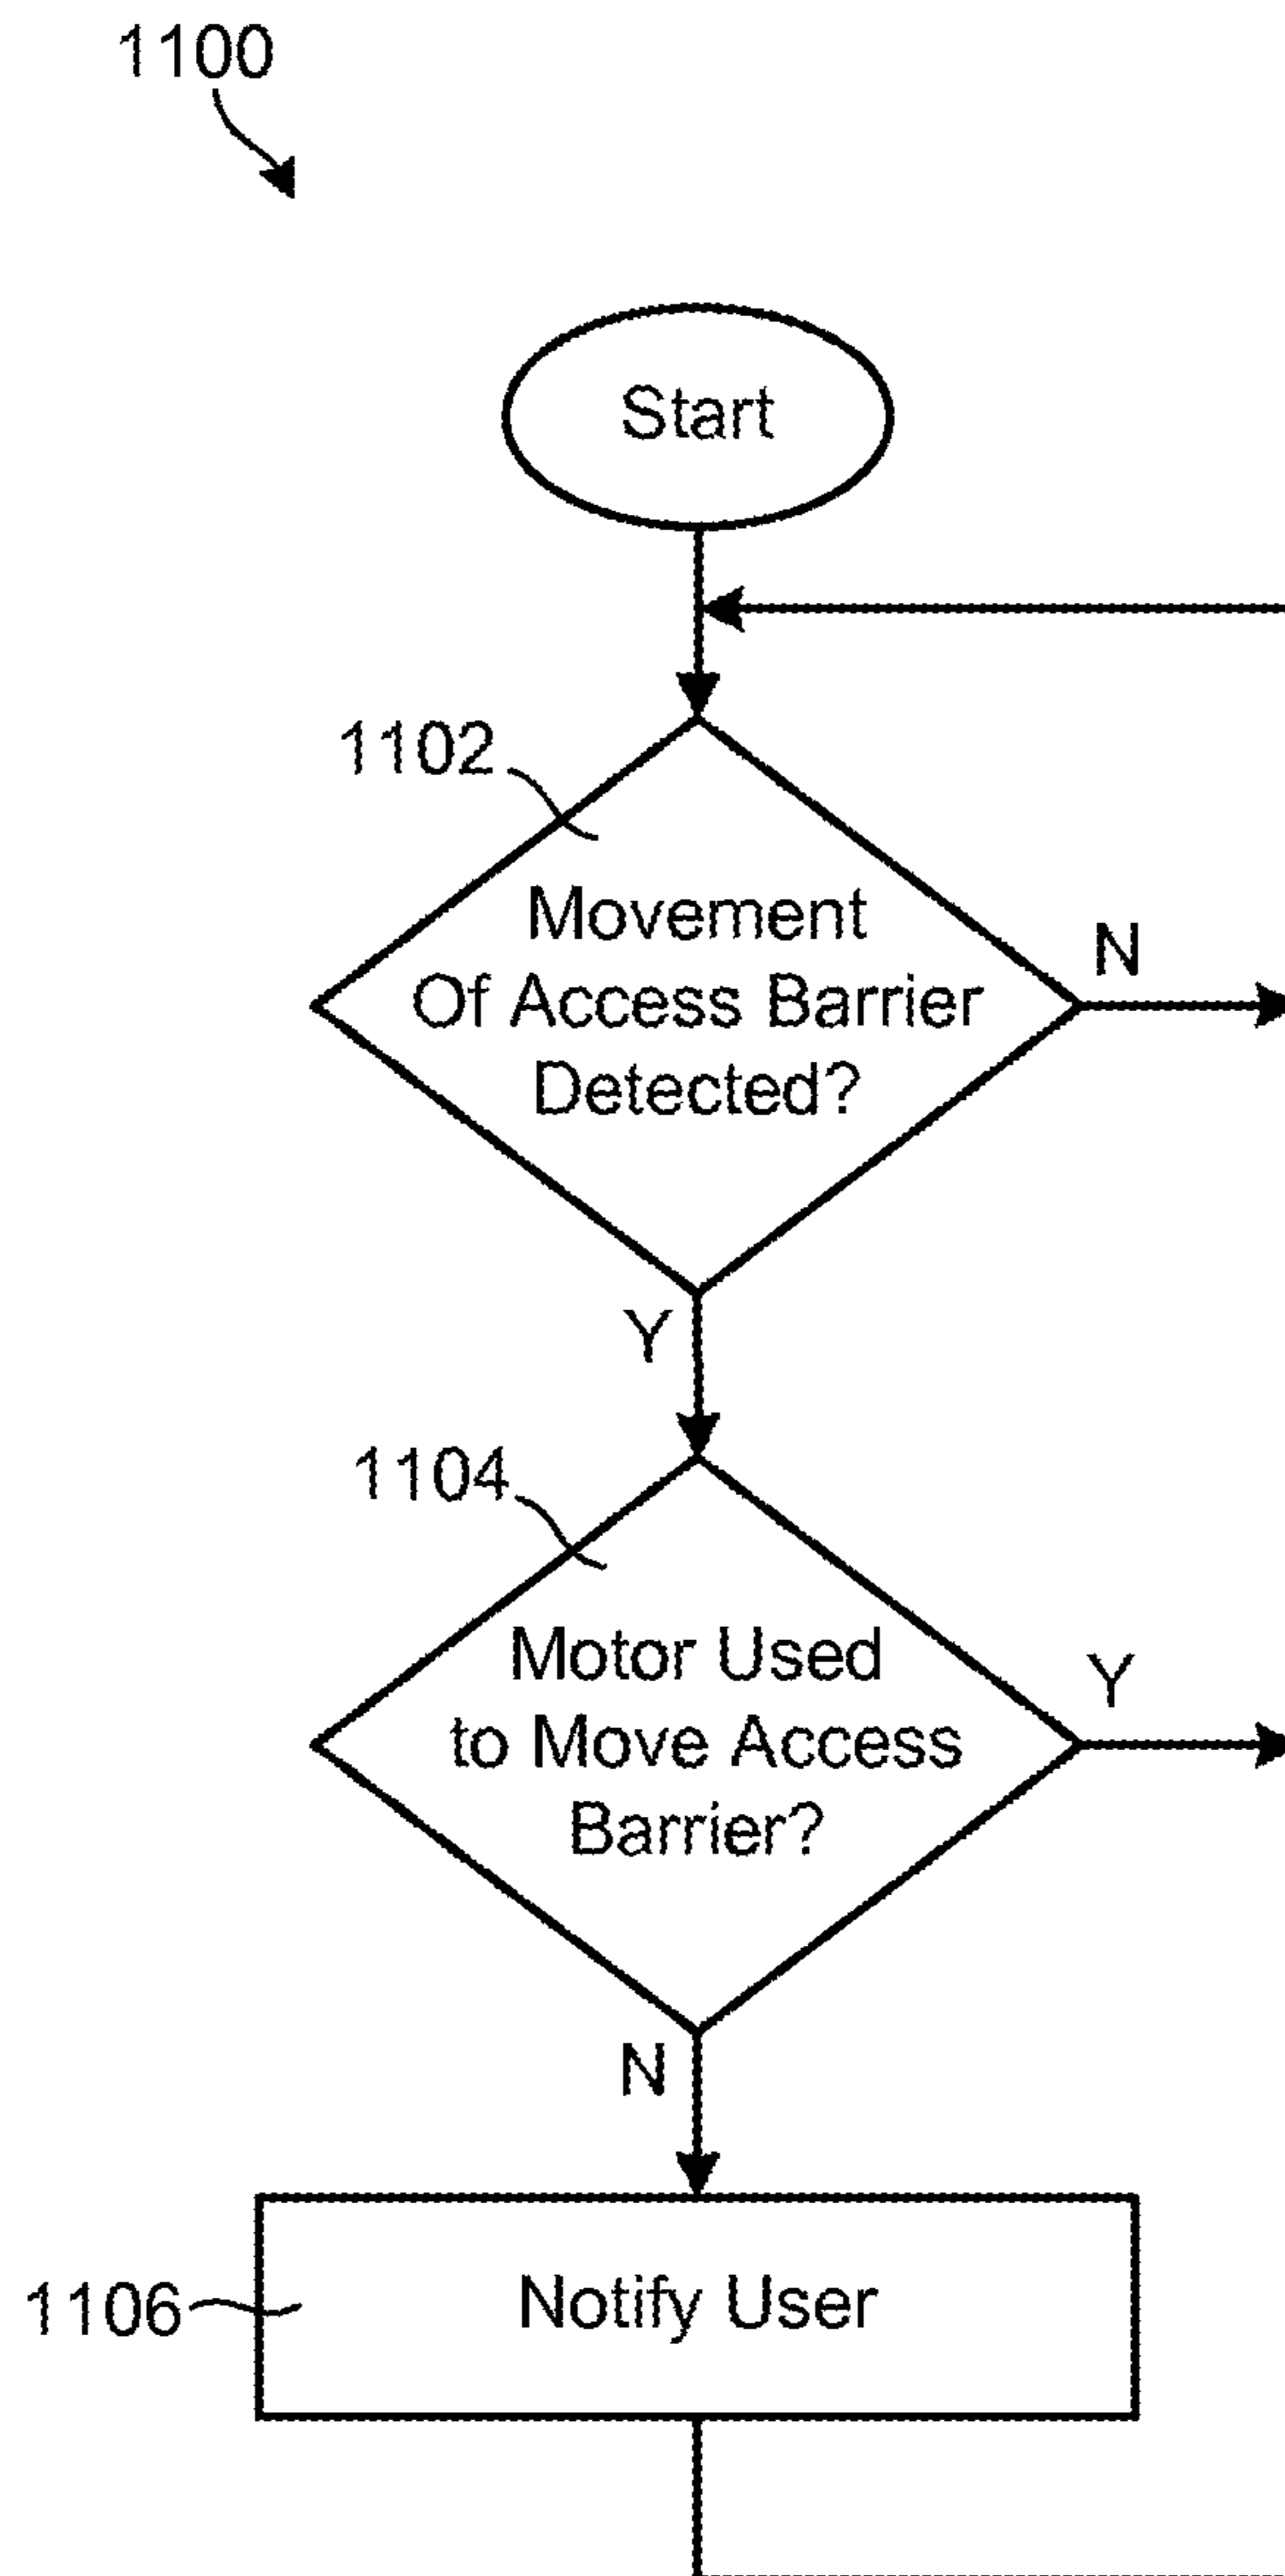 1100
Start
1102
Movement
Of Access Barrier
Detected?
N
Y
1104
Motor Used
to Move Access
Barrier?
Y
N
1106
Notify User